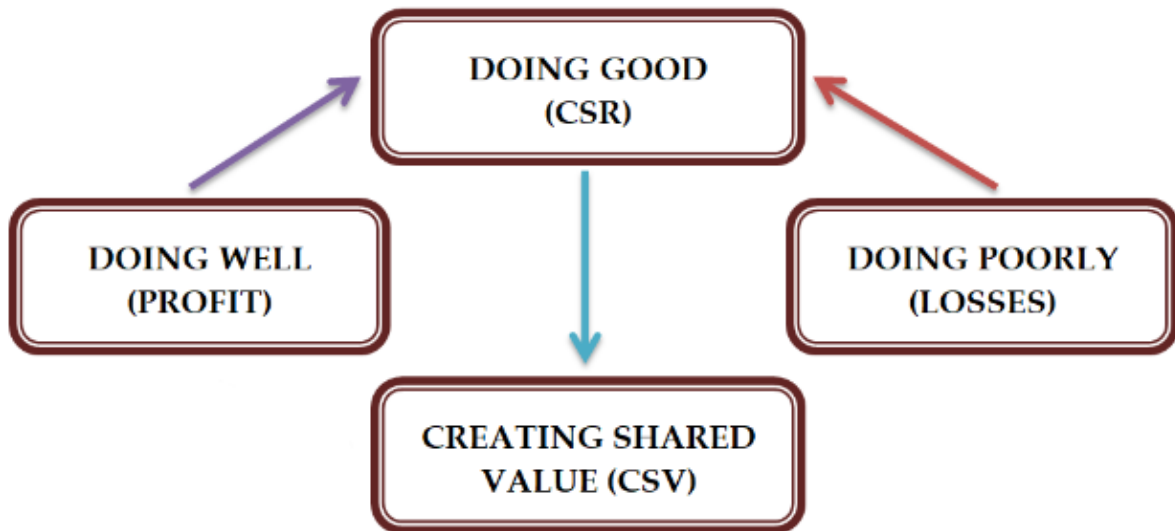 DOING GOOD
(CSR)
DOING WELL
(PROFIT)
DOING POORLY
(LOSSES)
CREATING SHARED
VALUE (CSV)